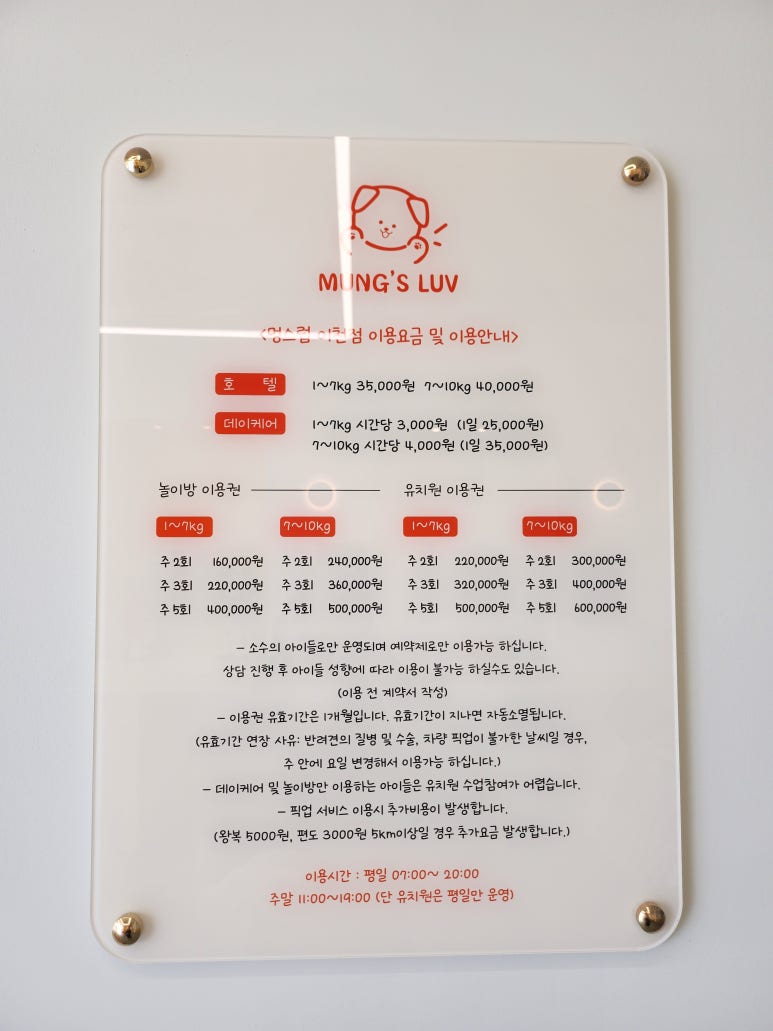 MUNG'S LUV
<멍스럽 이천점 이용요금 및 이용안내>
호 텔 1~7kg 35,000원 7~10kg 40,000원
데이케어 1~7kg 시간당 3,000원 (1일 25,000원)
7~10kg 시간당 4,000원 (1일 35,000원)
놀이방 이용권 유치원 이용권
1~7kg 7~10kg 1~7kg 7~10kg
주 2회 160,000원 주 2회 240,000원 주 2회 220,000원 주 2회 300,000원
주 3회 220,000원 주 3회 360,000원 주 3회 320,000원 주 3회 400,000원
주 5회 400,000원 주 5회 500,000원 주 5회 500,000원 주 5회 600,000원
- 소수의 아이들로만 운영되며 예약제로만 이용가능 하십니다.
상담 진행 후 아이들 성향에 따라 이용이 불가능 하실수도 있습니다.
(이용 전 계약서 작성)
- 이용권 유효기간은 1개월입니다. 유효기간이 지나면 자동소멸됩니다.
(유효기간 연장 사유: 반려견의 질병 및 수술, 차량 픽업이 불가한 날씨일 경우,
주 안에 요일 변경해서 이용가능 하십니다.)
- 데이케어 및 놀이방만 이용하는 아이들은 유치원 수업참여가 어렵습니다.
- 픽업 서비스 이용시 추가비용이 발생합니다.
(왕복 5000원, 편도 3000원 5km이상일 경우 추가요금 발생합니다.)
이용시간 : 평일 07:00~ 20:00
주말 11:00~19:00 (단 유치원은 평일만 운영)